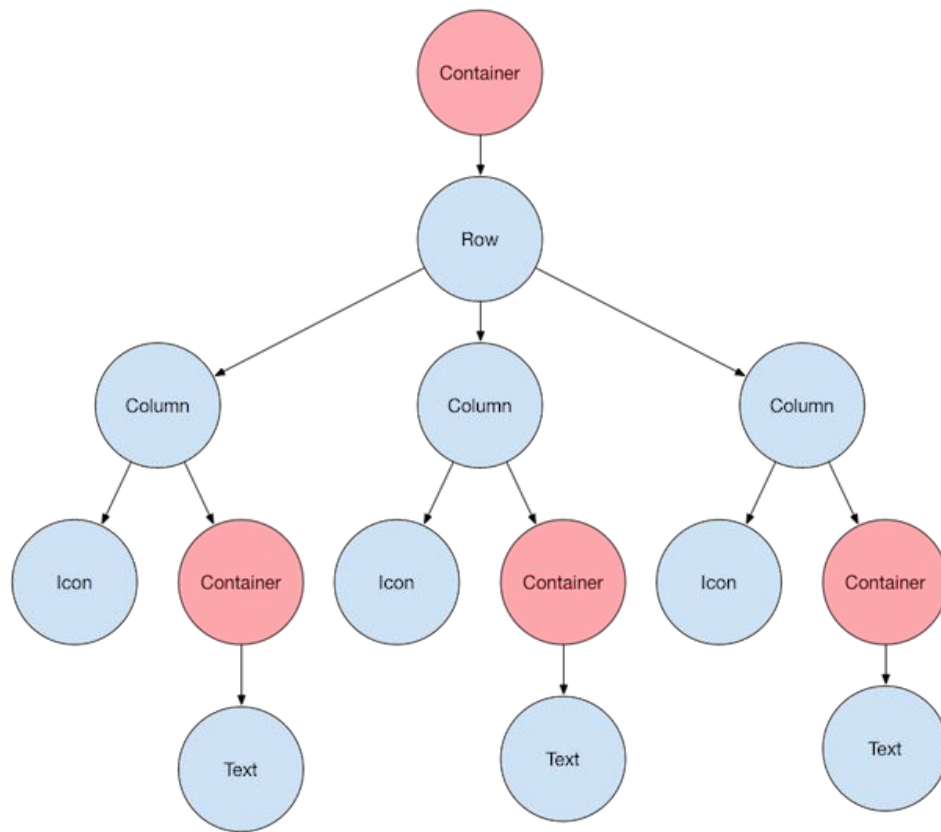 Container
Row
Column
Column
Column
Icon
Container
Icon
Container
Icon
Container
Text
Text
Text